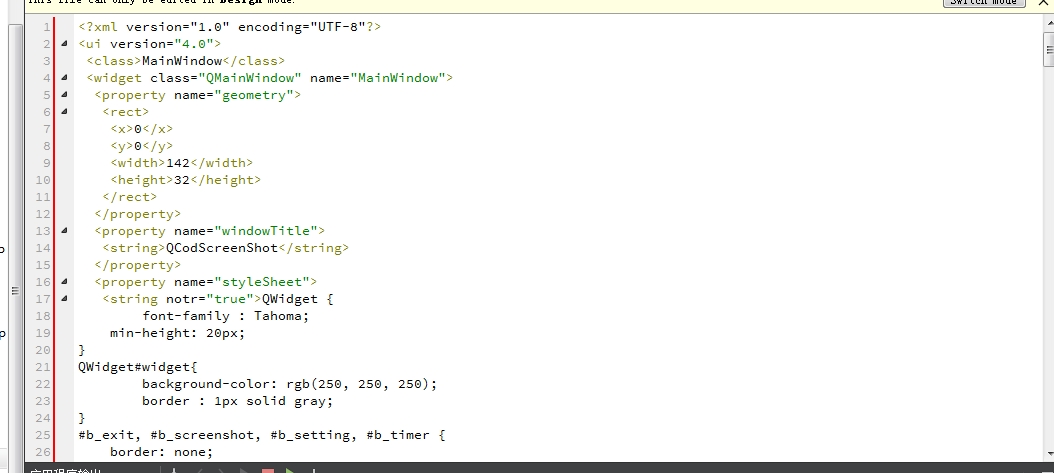 This file can only be edited in Design mode.
Switch mode
1 <?xml version="1.0" encoding="UTF-8"?>
2 <ui version="4.0">
3 <class>MainWindow</class>
4 <widget class="QMainWindow" name="MainWindow">
5 <property name="geometry">
6 <rect>
7 <x>0</x>
8 <y>0</y>
9 <width>142</width>
10 <height>32</height>
11 </rect>
12 </property>
13 <property name="windowTitle">
14 <string>QCodScreenShot</string>
15 </property>
16 <property name="styleSheet">
17 <string notr="true">QWidget {
18 font-family : Tahoma;
19 min-height: 20px;
20 }
21 QWidget#widget{
22 background-color: rgb(250, 250, 250);
23 border : 1px solid gray;
24 }
25 #b_exit, #b_screenshot, #b_setting, #b_timer {
26 border: none;
应用程序输出